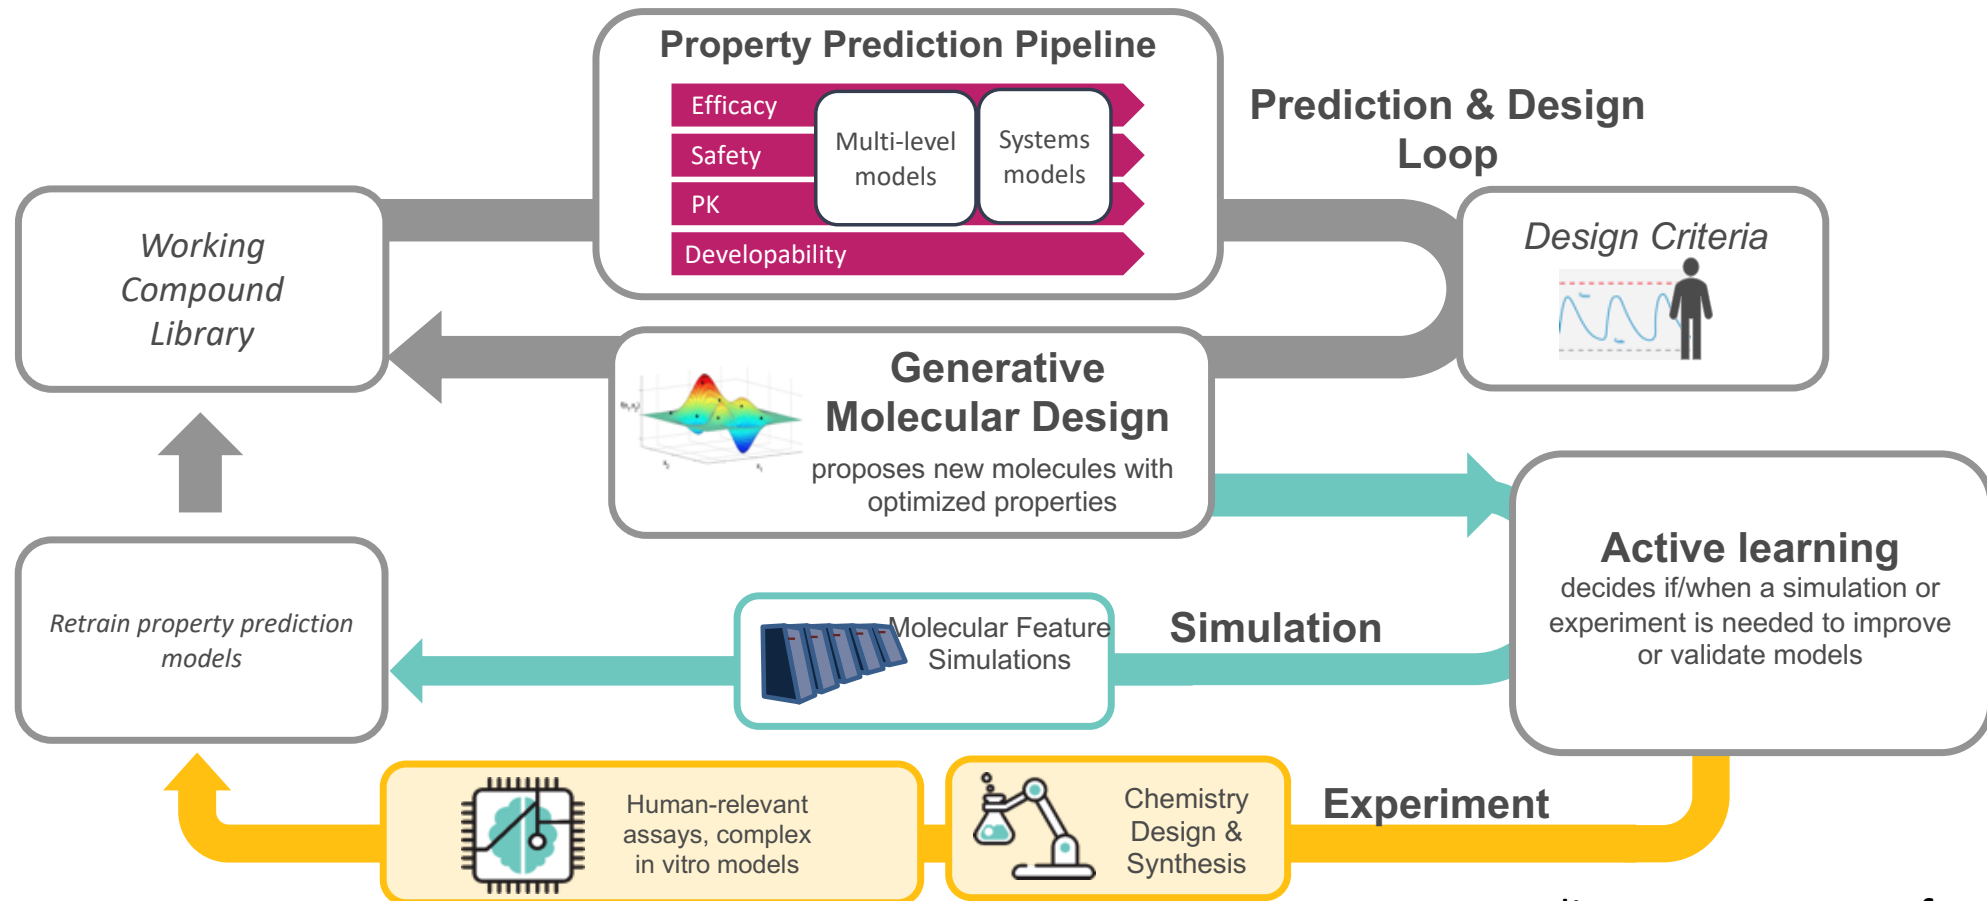 Property Prediction Pipeline
Efficacy
Safety
PK
Developability
Multi-level
models
Systems
models
Prediction & Design
Loop
Working
Compound
Library
Design Criteria
Generative
Molecular Design
proposes new molecules with
optimized properties
Active learning
decides if/when a simulation or
experiment is needed to improve
or validate models
Retrain property prediction
models
Molecular Feature
Simulations
Simulation
Human-relevant
assays, complex
in vitro models
Chemistry
Design &
Synthesis
Experiment